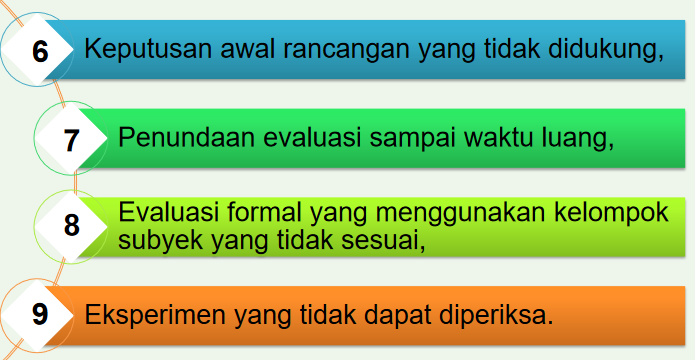 6 Keputusan awal rancangan yang tidak didukung,
7 Penundaan evaluasi sampai waktu luang,
8 Evaluasi formal yang menggunakan kelompok
subyek yang tidak sesuai,
9 Eksperimen yang tidak dapat diperiksa.